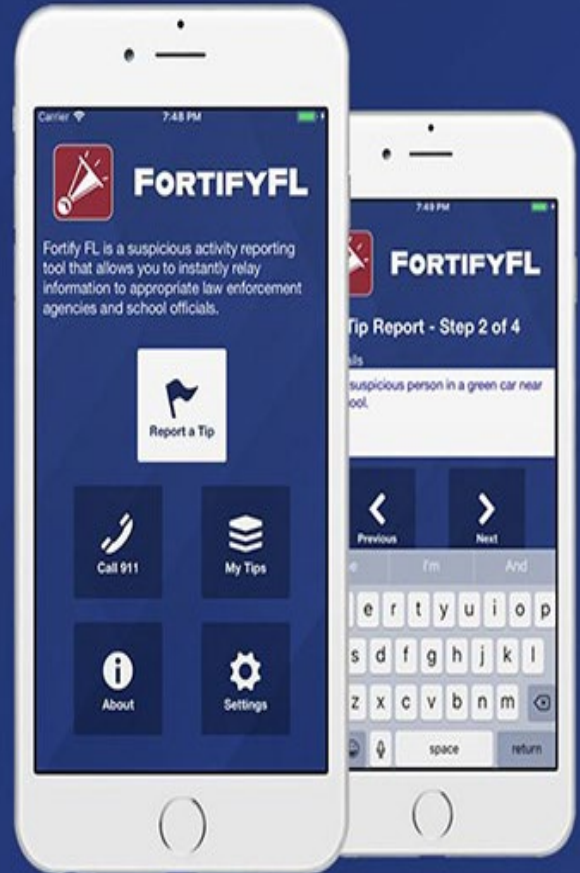 Carrier 7:48 PM
FORTIFYFL
Fortify FL is a suspicious activity reporting
tool that allows you to instantly relay
information to appropriate law enforcement
agencies and school officials.
Report a Tip
Call 911
My Tips
About
Settings
7:49 PM
FORTIFYFL
Tip Report - Step 2 of 4
suspicious person in a green car near
Previous
Next
I'm
And
e r t y u i o p
s d f g h j k l
z x c v b n m
space
return